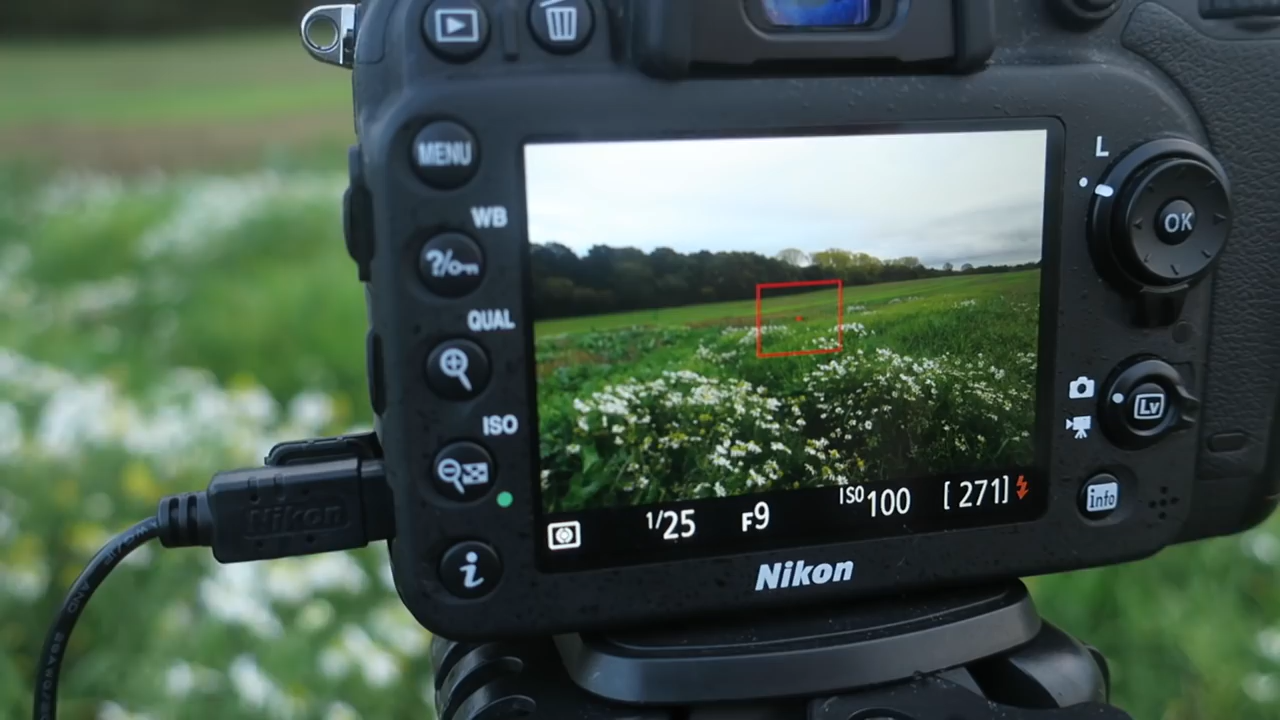 MENU
WB
?
QUAL
ISO
i
L
OK
Lv
info
1/25 F9 ISO100 [271]
Nikon
Nikon